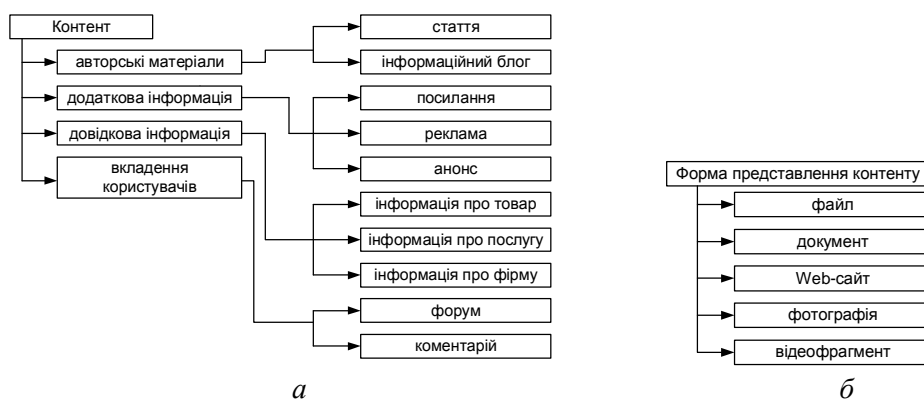 Контент
авторські матеріали
додаткова інформація
довідкова інформація
вкладення
користувачів
стаття
інформаційний блог
посилання
реклама
анонс
інформація про товар
інформація про послугу
інформація про фірму
форум
коментарій
а
Форма представлення контенту
файл
документ
Web-сайт
фотографія
відеофрагмент
б